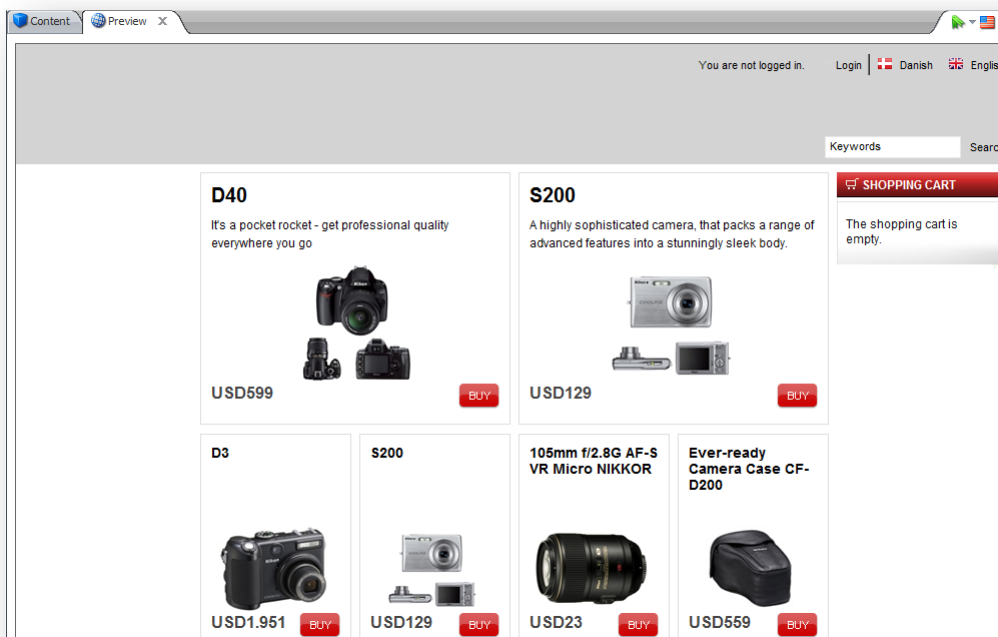 Content
Preview
You are not logged in.
Login
Danish
Englis
Keywords
Searc
D40
It's a pocket rocket - get professional quality
everywhere you go
USD599
BUY
S200
A highly sophisticated camera, that packs a range of
advanced features into a stunningly sleek body.
USD129
BUY
SHOPPING CART
The shopping cart is
empty.
D3
USD1.951
BUY
S200
USD129
BUY
105mm f/2.8G AF-S
VR Micro NIKKOR
USD23
BUY
Ever-ready
Camera Case CF-
D200
USD559
BUY